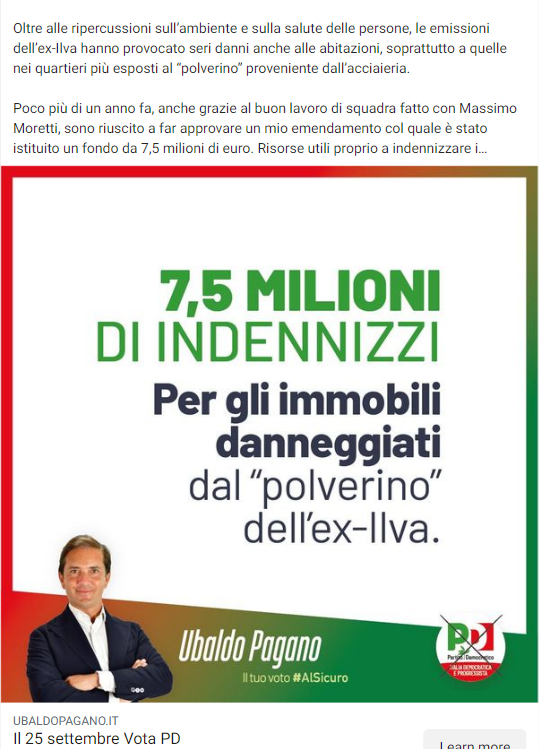 Oltre alle ripercussioni sull’ambiente e sulla salute delle persone, le emissioni
dell’ex-Ilva hanno provocato seri danni anche alle abitazioni, soprattutto a quelle
nei quartieri più esposti al “polverino” proveniente dall’acciaieria.
Poco più di un anno fa, anche grazie al buon lavoro di squadra fatto con Massimo
Moretti, sono riuscito a far approvare un mio emendamento col quale è stato
istituito un fondo da 7,5 milioni di euro. Risorse utili proprio a indennizzare i...
7,5 MILIONI
DI INDENNIZZI
Per gli immobili
danneggiati
dal “polverino”
dell’ex-Ilva.
Ubaldo Pagano
Il tuo voto #AlSicuro
PD
Partito Democratico
ITALIA DEMOCRATICA
E PROGRESSISTA
UBALDOPAGANO.IT
Il 25 settembre Vota PD
Learn more